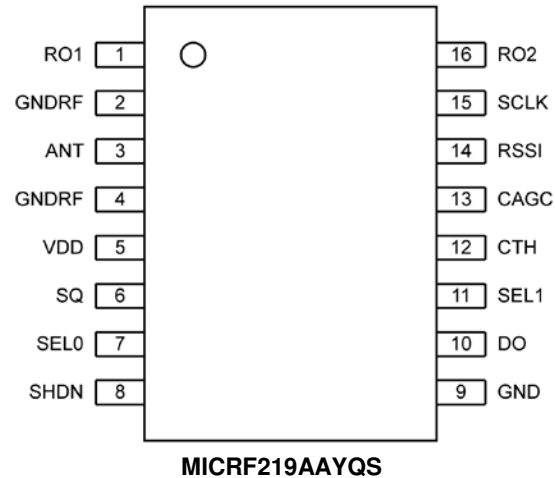 RO1 1 16 RO2
GNDRF 2 15 SCLK
ANT 3 14 RSSI
GNDRF 4 13 CAGC
VDD 5 12 CTH
SQ 6 11 SEL1
SEL0 7 10 DO
SHDN 8 9 GND
MICRF219AAYQS